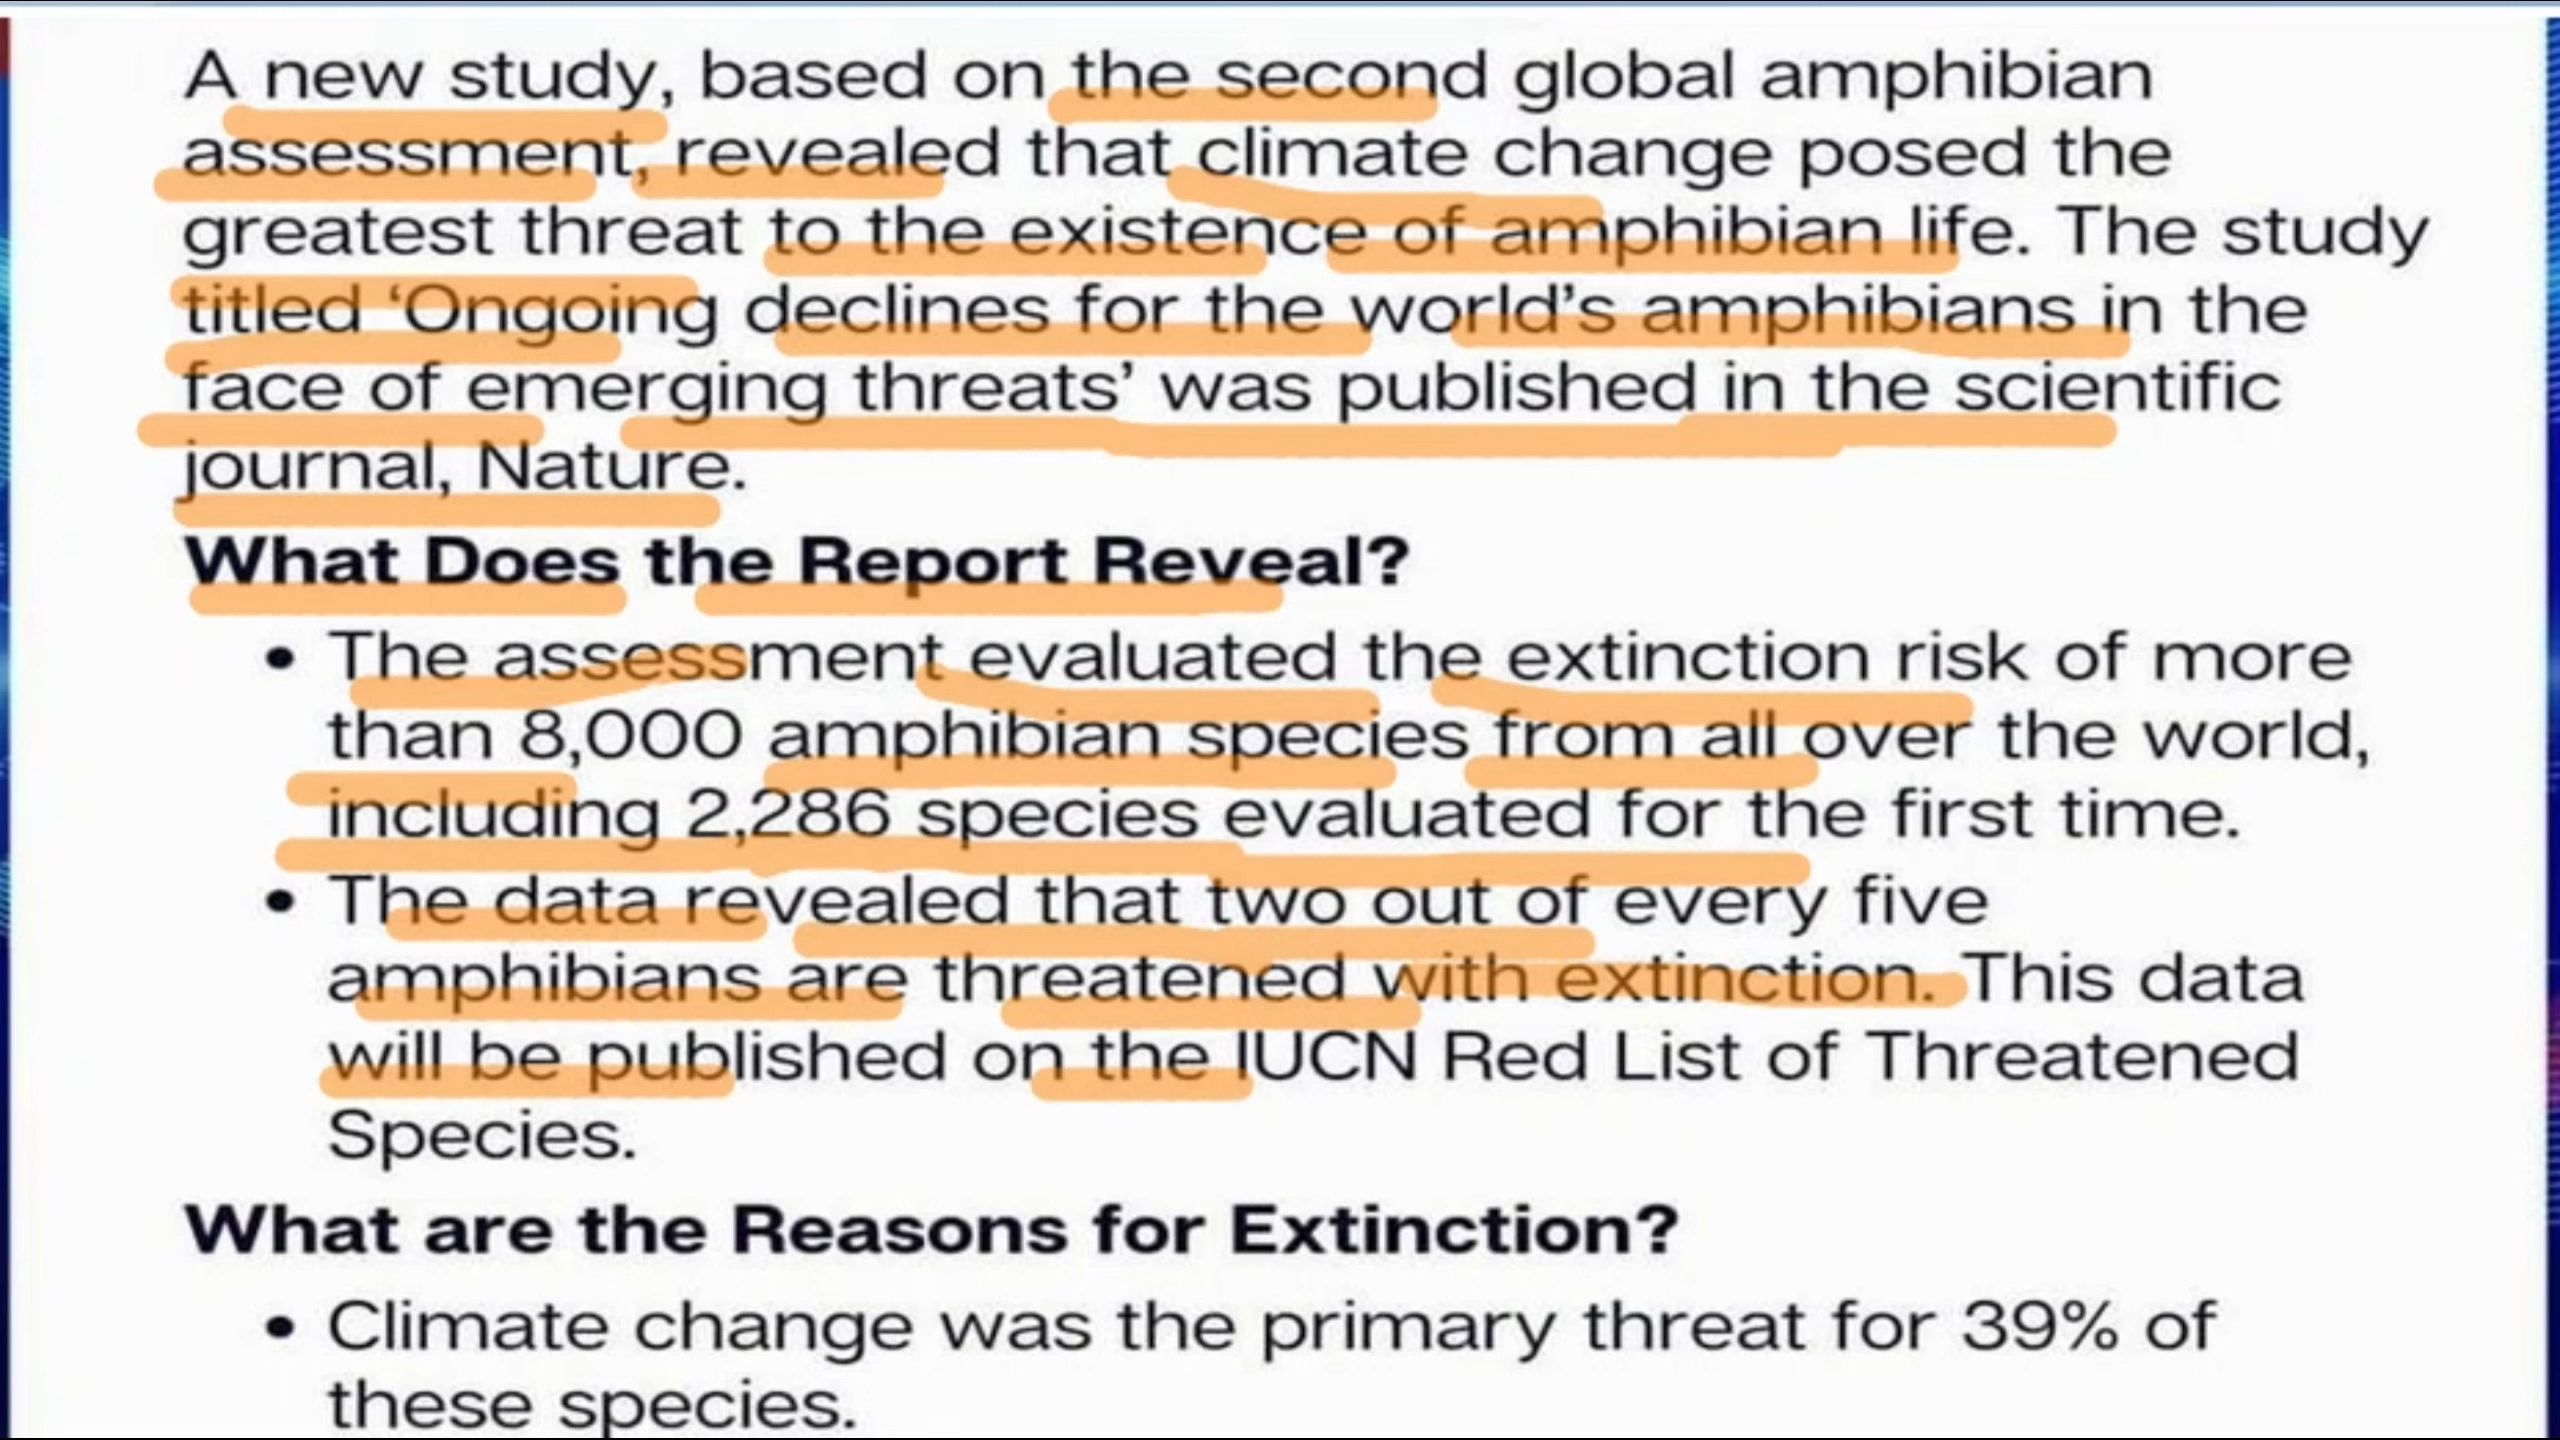 A new study, based on the second global amphibian
assessment, revealed that climate change posed the
greatest threat to the existence of amphibian life. The study
titled ‘Ongoing declines for the world’s amphibians in the
face of emerging threats’ was published in the scientific
journal, Nature.
What Does the Report Reveal?
• The assessment evaluated the extinction risk of more
than 8,000 amphibian species from all over the world,
including 2,286 species evaluated for the first time.
• The data revealed that two out of every five
amphibians are threatened with extinction. This data
will be published on the IUCN Red List of Threatened
Species.
What are the Reasons for Extinction?
• Climate change was the primary threat for 39% of
these species.